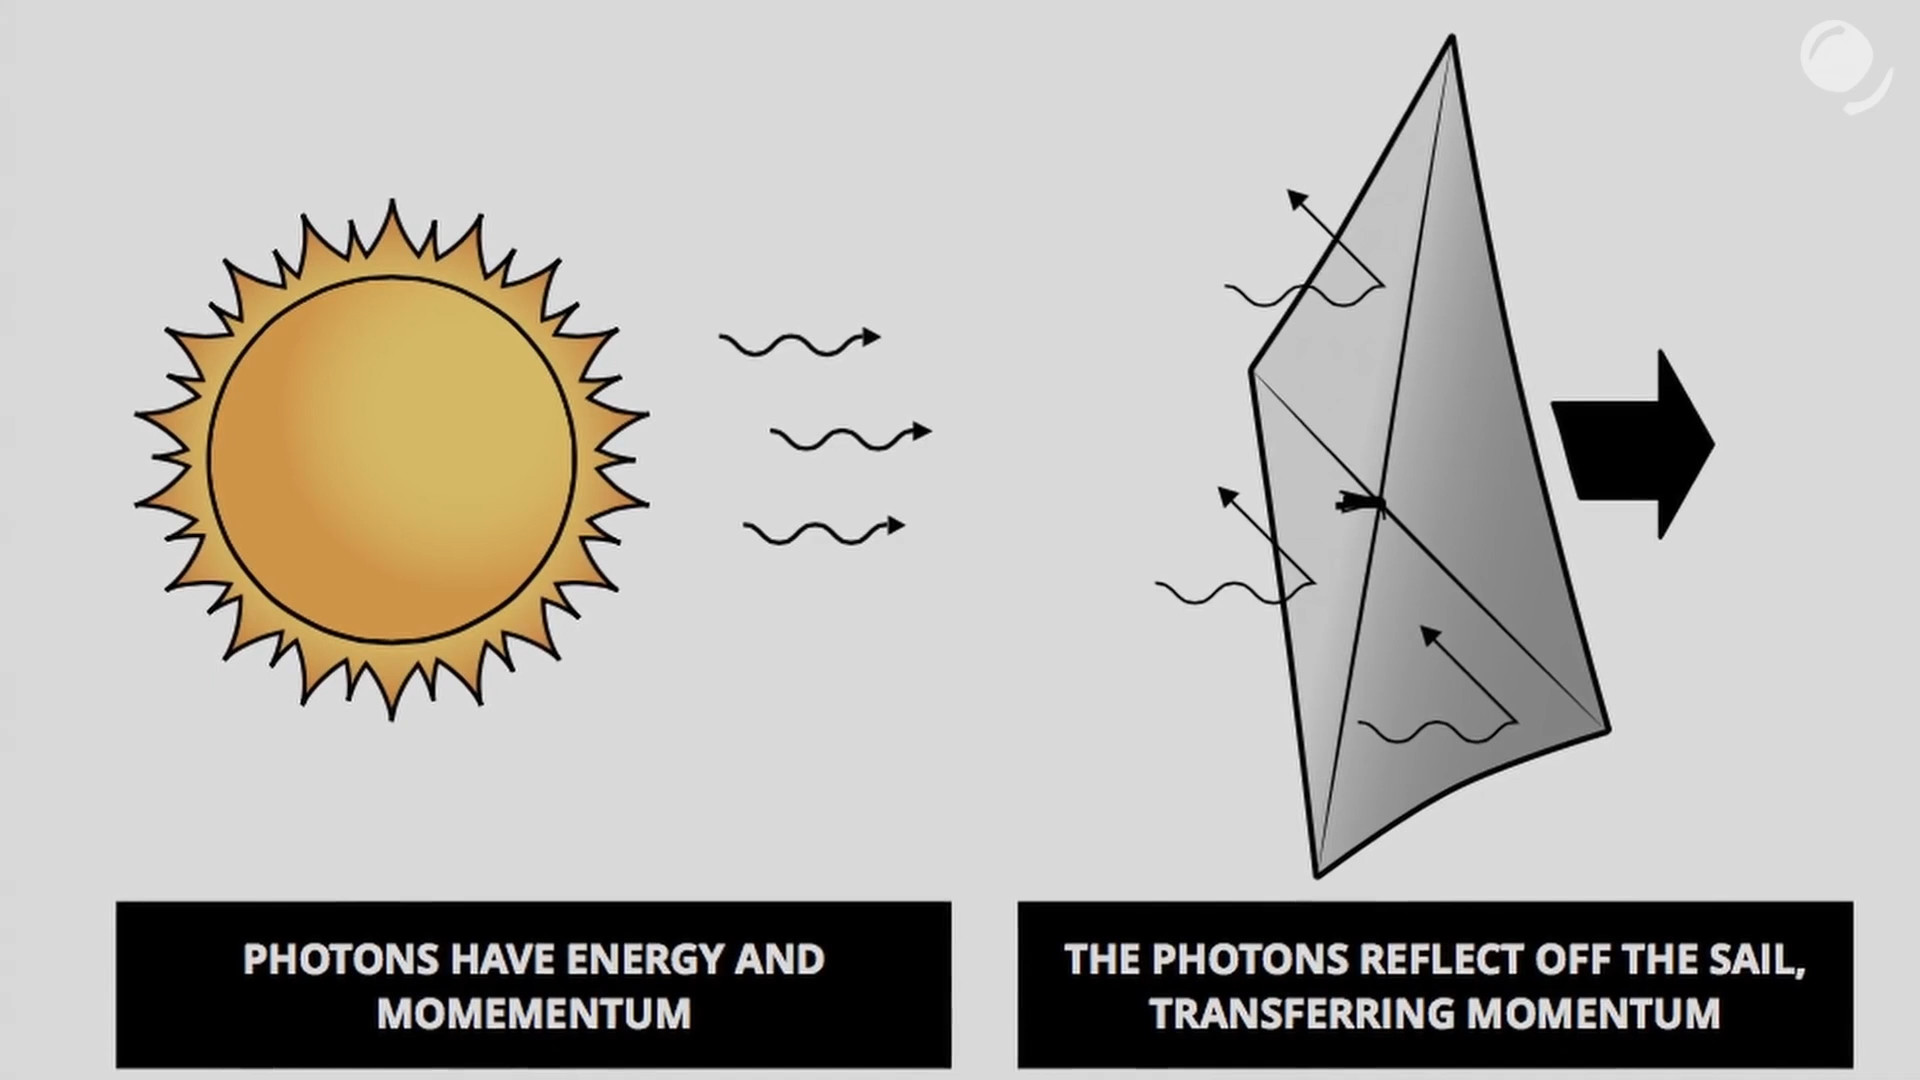 PHOTONS HAVE ENERGY AND
MOMEMENTUM
THE PHOTONS REFLECT OFF THE SAIL,
TRANSFERRING MOMENTUM